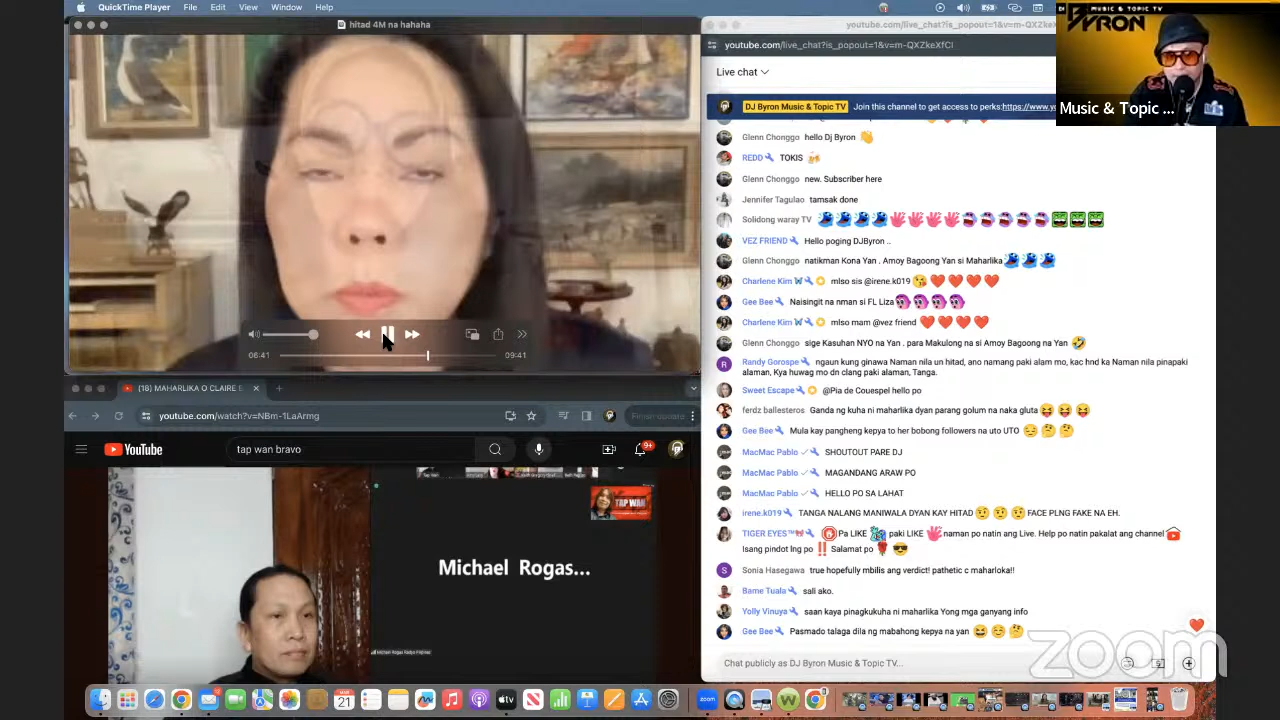 QuickTime Player File Edit View Window Help
hitad 4M na hahaha
06:41 09:41
MUSIC & TOPIC TV
BYRON
Music & Topic ...
youtube.com/live_chat?is_popout=1&v=m-QXZkeXfCI
Live chat
DJ Byron Music & Topic TV Join this channel to get access to perks:
Glenn Chonggo hello Dj Byron 👋
REDD TOKIS 🍻
Glenn Chonggo new. Subscriber here
Jennifer Tagulao tamsak done
Solidong waray TV
VEZ FRIEND Hello poging DJByron ..
Glenn Chonggo natikman Kona Yan . Amoy Bagoong Yan si Maharlika
Charlene Kim 🦋 mlso sis @irene.k019 😘❤️❤️❤️❤️
Gee Bee Naisingit na nman si FL Liza
Charlene Kim 🦋 mlso mam @vez friend ❤️❤️❤️❤️
Glenn Chonggo sige Kasuhan NYO na Yan . para Makulong na si Amoy Bagoong na Yan 🤣
R Randy Gorospe ngaun kung ginawa Naman nila un hitad, ano namang paki alam mo, kac hnd ka Naman nila pinapaki
alaman, Kya huwag mo dn clang paki alaman, Tanga.
Sweet Escape @Pia de Couespel hello po
ferdz ballesteros Ganda ng kuha ni maharlika dyan parang golum na naka gluta 😝😝😝
Gee Bee Mula kay pangheng kepya to her bobong followers na uto UTO 😔🤔🤔
MacMac Pablo ✓ SHOUTOUT PARE DJ
MacMac Pablo ✓ MAGANDANG ARAW PO
MacMac Pablo ✓ HELLO PO SA LAHAT
irene.k019 TANGA NALANG MANIWALA DYAN KAY HITAD 🤨🤨🤨 FACE PLNG FAKE NA EH.
TIGER EYES™ Pa LIKE 🗽 paki LIKE naman po natin ang Live. Help po natin pakalat ang channel
Isang pindot lng po ‼️ Salamat po 🌹 😎
S Sonia Hasegawa true hopefully mbilis ang verdict! pathetic c maharloka!!
Bame Tuala sali ako.
Yolly Vinuya saan kaya pinagkukuha ni maharlika Yong mga ganyang info
Gee Bee Pasmado talaga dila ng mabahong kepya na yan 😆☺️🤔
Chat publicly as DJ Byron Music & Topic TV...
zoom
(18) MAHARLIKA O CLAIRE
youtube.com/watch?v=NBm-1LaArmg
YouTube tap wan bravo 9+
TAP WAN
Michael Rogas...
MAR
21
zoom